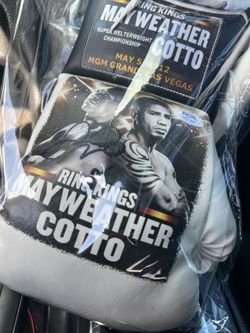 RING KINGS
MAYWEATHER
COTTO
SUPER WELTERWEIGHT
CHAMPIONSHIP
MAY 5, 2012
MGM GRAND, LAS VEGAS
RING KINGS
MAYWEATHER
COTTO